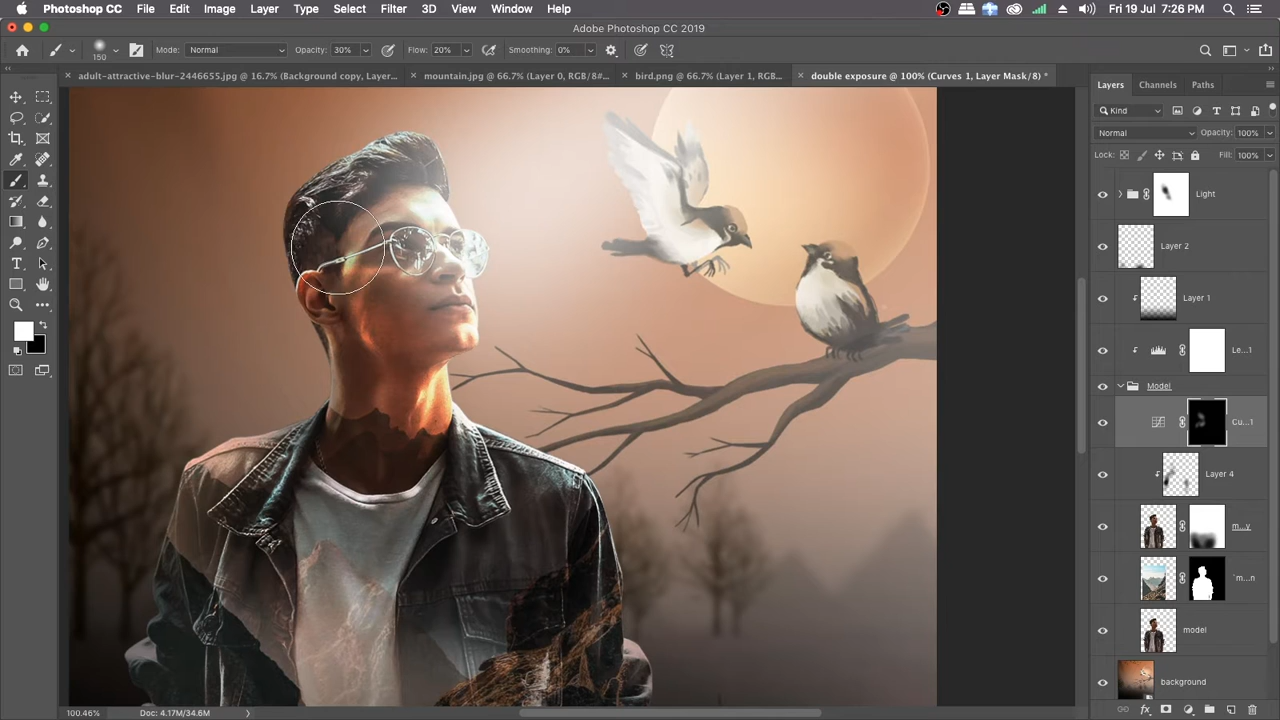 Photoshop CC File Edit Image Layer Type Select Filter 3D View Window Help Fri 19 Jul 7:26 PM
Adobe Photoshop CC 2019
150 Mode: Normal Opacity: 30% Flow: 20% Smoothing: 0%
adult-attractive-blur-2446655.jpg @ 16.7% (Background copy, Layer... mountain.jpg @ 66.7% (Layer 0, RGB/8#... bird.png @ 66.7% (Layer 1, RGB... double exposure @ 100% (Curves 1, Layer Mask/8) *
Layers Channels Paths
Kind
Normal Opacity: 100%
Lock: Fill: 100%
Light
Layer 2
Layer 1
Le...1
Model
Cu...1
Layer 4
m...y
`m...n
model
background
100.46% Doc: 4.17M/34.6M